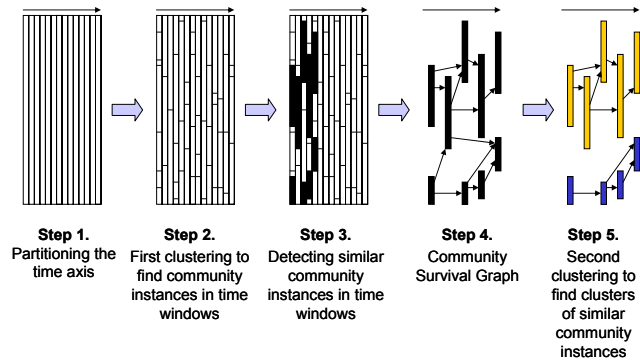 Step 1.
Partitioning the
time axis
Step 2.
First clustering to
find community
instances in time
windows
Step 3.
Detecting similar
community
instances in time
windows
Step 4.
Community
Survival Graph
Step 5.
Second
clustering to
find clusters
of similar
community
instances